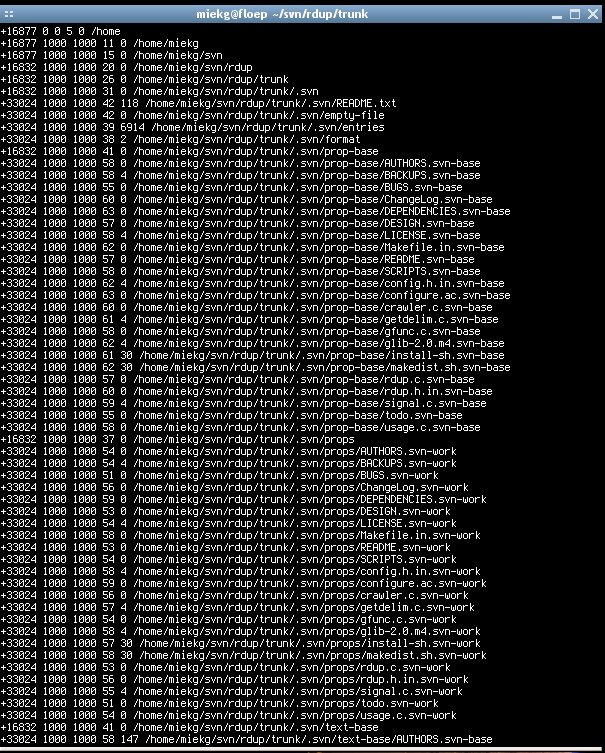 miekg@floep ~/svn/rdup/trunk
+16877 0 0 5 0 /home
+16877 1000 1000 11 0 /home/miekg
+16877 1000 1000 15 0 /home/miekg/svn
+16832 1000 1000 20 0 /home/miekg/svn/rdup
+16832 1000 1000 26 0 /home/miekg/svn/rdup/trunk
+16832 1000 1000 31 0 /home/miekg/svn/rdup/trunk/.svn
+33024 1000 1000 42 118 /home/miekg/svn/rdup/trunk/.svn/README.txt
+33024 1000 1000 42 0 /home/miekg/svn/rdup/trunk/.svn/empty-file
+33024 1000 1000 39 6914 /home/miekg/svn/rdup/trunk/.svn/entries
+33024 1000 1000 38 2 /home/miekg/svn/rdup/trunk/.svn/format
+16832 1000 1000 41 0 /home/miekg/svn/rdup/trunk/.svn/prop-base
+33024 1000 1000 58 0 /home/miekg/svn/rdup/trunk/.svn/prop-base/AUTHORS.svn-base
+33024 1000 1000 58 4 /home/miekg/svn/rdup/trunk/.svn/prop-base/BACKUPS.svn-base
+33024 1000 1000 55 0 /home/miekg/svn/rdup/trunk/.svn/prop-base/BUGS.svn-base
+33024 1000 1000 60 0 /home/miekg/svn/rdup/trunk/.svn/prop-base/ChangeLog.svn-base
+33024 1000 1000 63 0 /home/miekg/svn/rdup/trunk/.svn/prop-base/DEPENDENCIES.svn-base
+33024 1000 1000 57 0 /home/miekg/svn/rdup/trunk/.svn/prop-base/DESIGN.svn-base
+33024 1000 1000 58 4 /home/miekg/svn/rdup/trunk/.svn/prop-base/LICENSE.svn-base
+33024 1000 1000 62 0 /home/miekg/svn/rdup/trunk/.svn/prop-base/Makefile.in.svn-base
+33024 1000 1000 57 0 /home/miekg/svn/rdup/trunk/.svn/prop-base/README.svn-base
+33024 1000 1000 58 0 /home/miekg/svn/rdup/trunk/.svn/prop-base/SCRIPTS.svn-base
+33024 1000 1000 62 4 /home/miekg/svn/rdup/trunk/.svn/prop-base/config.h.in.svn-base
+33024 1000 1000 63 0 /home/miekg/svn/rdup/trunk/.svn/prop-base/configure.ac.svn-base
+33024 1000 1000 60 0 /home/miekg/svn/rdup/trunk/.svn/prop-base/crawler.c.svn-base
+33024 1000 1000 61 4 /home/miekg/svn/rdup/trunk/.svn/prop-base/getdelim.c.svn-base
+33024 1000 1000 58 0 /home/miekg/svn/rdup/trunk/.svn/prop-base/gfunc.c.svn-base
+33024 1000 1000 62 4 /home/miekg/svn/rdup/trunk/.svn/prop-base/glib-2.0.m4.svn-base
+33024 1000 1000 61 30 /home/miekg/svn/rdup/trunk/.svn/prop-base/install-sh.svn-base
+33024 1000 1000 62 30 /home/miekg/svn/rdup/trunk/.svn/prop-base/makedist.sh.svn-base
+33024 1000 1000 57 0 /home/miekg/svn/rdup/trunk/.svn/prop-base/rdup.c.svn-base
+33024 1000 1000 60 0 /home/miekg/svn/rdup/trunk/.svn/prop-base/rdup.h.in.svn-base
+33024 1000 1000 59 4 /home/miekg/svn/rdup/trunk/.svn/prop-base/signal.c.svn-base
+33024 1000 1000 55 0 /home/miekg/svn/rdup/trunk/.svn/prop-base/todo.svn-base
+33024 1000 1000 58 0 /home/miekg/svn/rdup/trunk/.svn/prop-base/usage.c.svn-base
+16832 1000 1000 37 0 /home/miekg/svn/rdup/trunk/.svn/props
+33024 1000 1000 54 0 /home/miekg/svn/rdup/trunk/.svn/props/AUTHORS.svn-work
+33024 1000 1000 54 4 /home/miekg/svn/rdup/trunk/.svn/props/BACKUPS.svn-work
+33024 1000 1000 51 0 /home/miekg/svn/rdup/trunk/.svn/props/BUGS.svn-work
+33024 1000 1000 56 0 /home/miekg/svn/rdup/trunk/.svn/props/ChangeLog.svn-work
+33024 1000 1000 59 0 /home/miekg/svn/rdup/trunk/.svn/props/DEPENDENCIES.svn-work
+33024 1000 1000 53 0 /home/miekg/svn/rdup/trunk/.svn/props/DESIGN.svn-work
+33024 1000 1000 54 4 /home/miekg/svn/rdup/trunk/.svn/props/LICENSE.svn-work
+33024 1000 1000 58 0 /home/miekg/svn/rdup/trunk/.svn/props/Makefile.in.svn-work
+33024 1000 1000 53 0 /home/miekg/svn/rdup/trunk/.svn/props/README.svn-work
+33024 1000 1000 54 0 /home/miekg/svn/rdup/trunk/.svn/props/SCRIPTS.svn-work
+33024 1000 1000 58 4 /home/miekg/svn/rdup/trunk/.svn/props/config.h.in.svn-work
+33024 1000 1000 59 0 /home/miekg/svn/rdup/trunk/.svn/props/configure.ac.svn-work
+33024 1000 1000 56 0 /home/miekg/svn/rdup/trunk/.svn/props/crawler.c.svn-work
+33024 1000 1000 57 4 /home/miekg/svn/rdup/trunk/.svn/props/getdelim.c.svn-work
+33024 1000 1000 54 0 /home/miekg/svn/rdup/trunk/.svn/props/gfunc.c.svn-work
+33024 1000 1000 58 4 /home/miekg/svn/rdup/trunk/.svn/props/glib-2.0.m4.svn-work
+33024 1000 1000 57 30 /home/miekg/svn/rdup/trunk/.svn/props/install-sh.svn-work
+33024 1000 1000 58 30 /home/miekg/svn/rdup/trunk/.svn/props/makedist.sh.svn-work
+33024 1000 1000 53 0 /home/miekg/svn/rdup/trunk/.svn/props/rdup.c.svn-work
+33024 1000 1000 56 0 /home/miekg/svn/rdup/trunk/.svn/props/rdup.h.in.svn-work
+33024 1000 1000 55 4 /home/miekg/svn/rdup/trunk/.svn/props/signal.c.svn-work
+33024 1000 1000 51 0 /home/miekg/svn/rdup/trunk/.svn/props/todo.svn-work
+33024 1000 1000 54 0 /home/miekg/svn/rdup/trunk/.svn/props/usage.c.svn-work
+16832 1000 1000 41 0 /home/miekg/svn/rdup/trunk/.svn/text-base
+33024 1000 1000 58 147 /home/miekg/svn/rdup/trunk/.svn/text-base/AUTHORS.svn-base